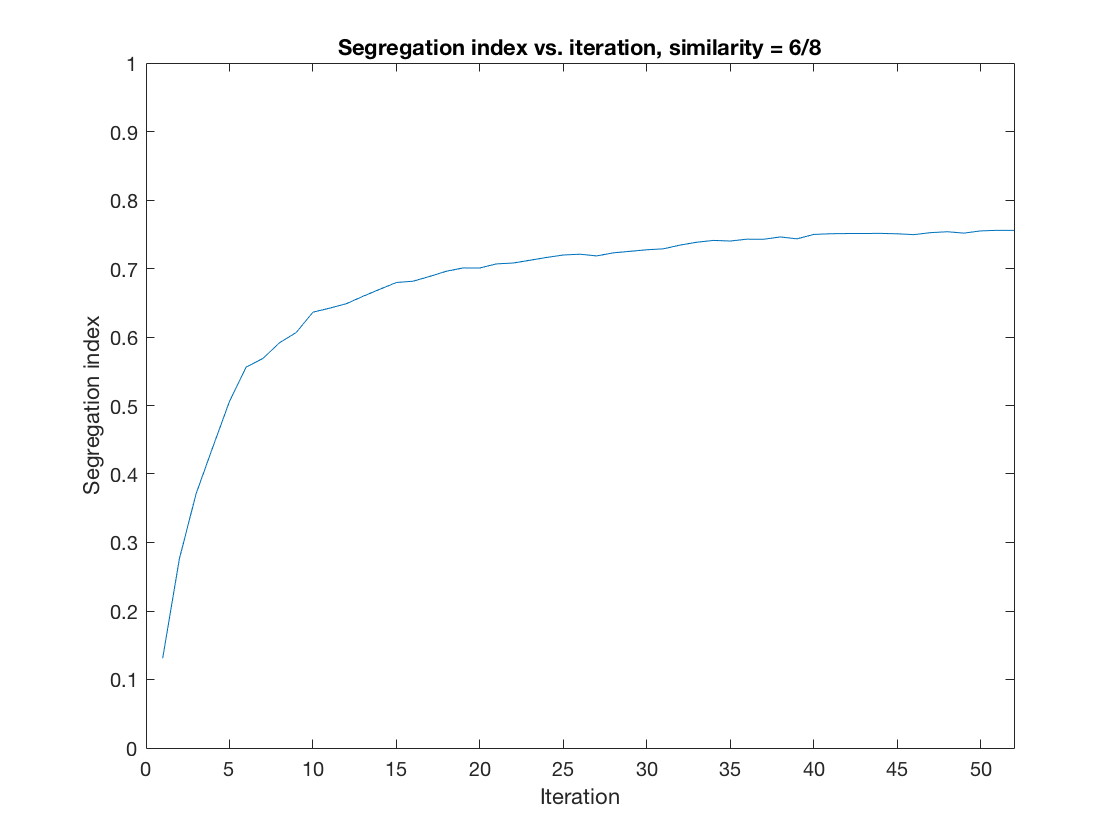 Segregation index vs. iteration, similarity = 6/8
1
0.9
0.8
0.7
0.6
0.5
0.4
0.3
0.2
0.1
0
Segregation index
0 5 10 15 20 25 30 35 40 45 50
Iteration